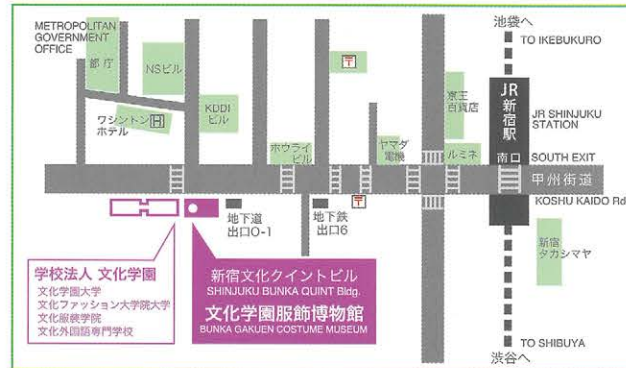 METROPOLITAN
GOVERNMENT
OFFICE
都庁
NSビル
〒
池袋へ
TO IKEBUKURO
KDDI
ビル
ワシントン
ホテル
H
京王
百貨店
JR新宿駅
JR SHINJUKU
STATION
ホウライ
ビル
ヤマダ
電機
ルミネ
南口
SOUTH EXIT
甲州街道
KOSHU KAIDO Rd
地下道
出口O-1
地下鉄
出口6
〒
新宿
タカシマヤ
学校法人 文化学園
文化学園大学
文化ファッション大学院大学
文化服装学院
文化外国語専門学校
新宿文化クイントビル
SHINJUKU BUNKA QUINT Bldg.
文化学園服飾博物館
BUNKA GAKUEN COSTUME MUSEUM
TO SHIBUYA
渋谷へ